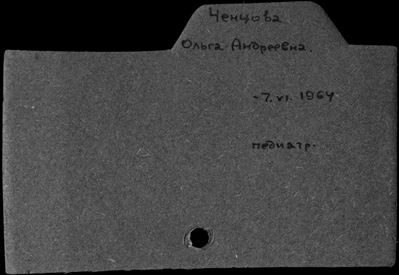 Ченцова
Ольга Андреевна.
-7.VI.1964
педиатр.